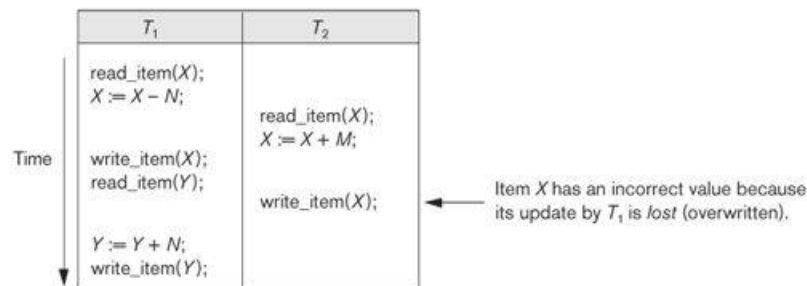 T₁ T₂
read_item(X);
X := X – N;
read_item(X);
X := X + M;
Time
write_item(X);
read_item(Y);
write_item(X);
Item X has an incorrect value because
its update by T₁ is lost (overwritten).
Y := Y + N;
write_item(Y);